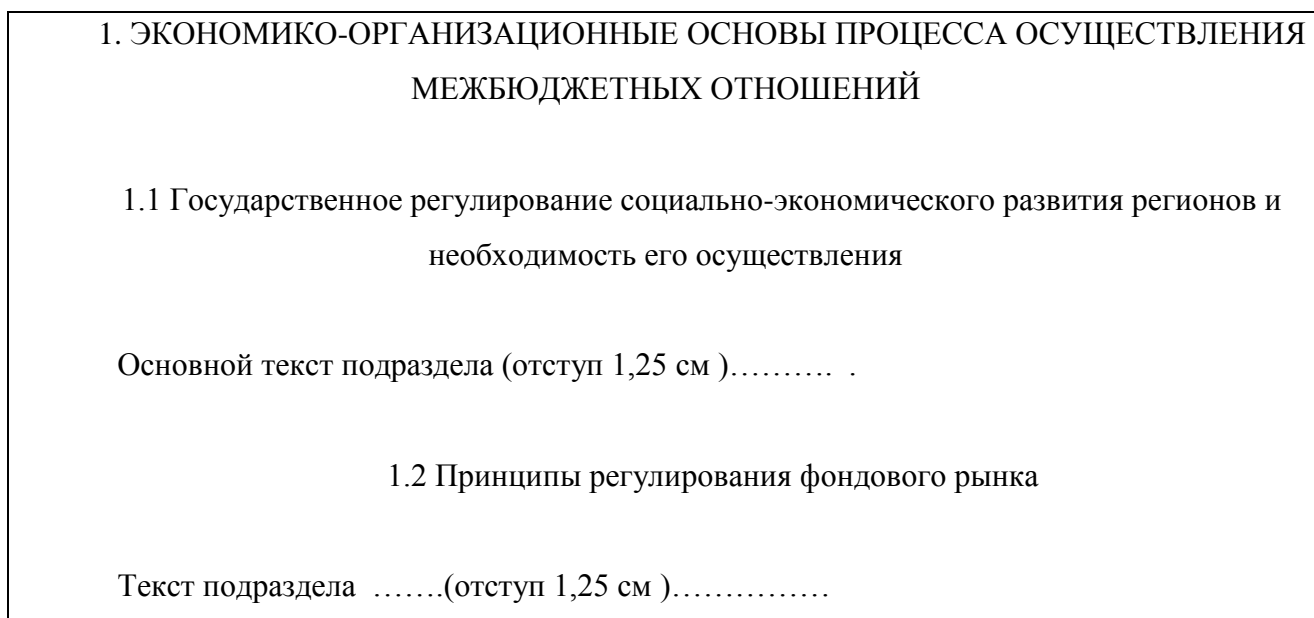 1. ЭКОНОМИКО-ОРГАНИЗАЦИОННЫЕ ОСНОВЫ ПРОЦЕССА ОСУЩЕСТВЛЕНИЯ
МЕЖБЮДЖЕТНЫХ ОТНОШЕНИЙ
1.1 Государственное регулирование социально-экономического развития регионов и
необходимость его осуществления
Основной текст подраздела (отступ 1,25 см )………. .
1.2 Принципы регулирования фондового рынка
Текст подраздела …….(отступ 1,25 см )……………